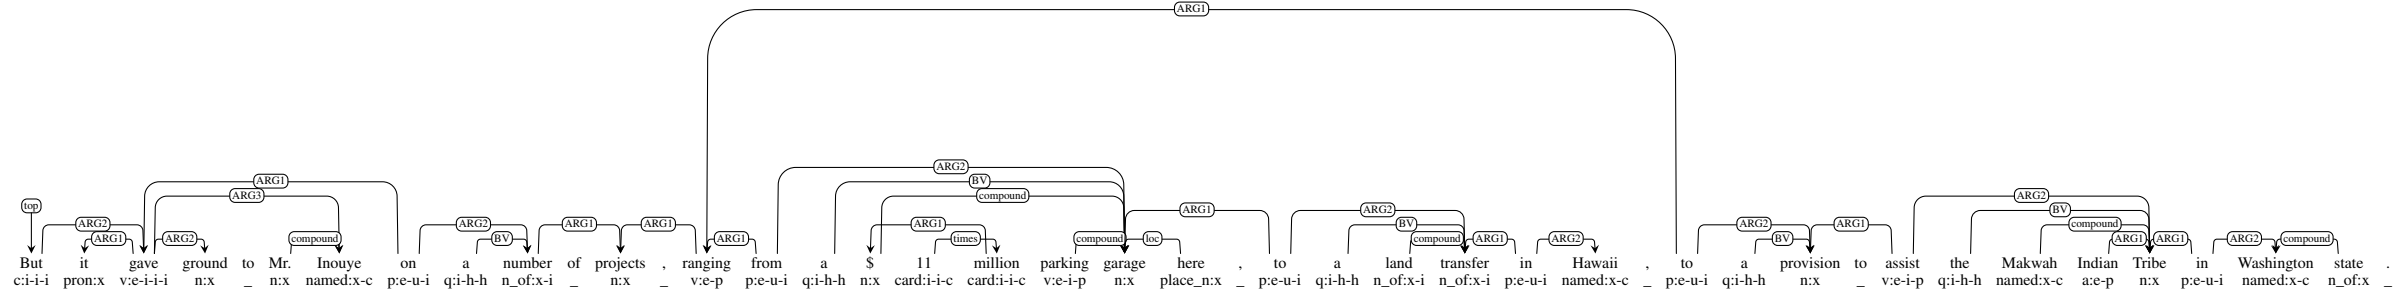 ARG1
ARG2
ARG1 BV
ARG3 compound ARG2
top ARG1 BV
ARG2 ARG2 ARG1 ARG1 ARG1 BV ARG2 ARG1 compound
ARG1 ARG2 compound BV ARG1 times compound loc compound ARG1 ARG2 BV ARG1 ARG1 ARG2 compound
But it gave ground to Mr. Inouye on a number of projects , ranging from a $ 11 million parking garage here , to a land transfer in Hawaii , to a provision to assist the Makwah Indian Tribe in Washington state .
c:i-i-i pron:x v:e-i-i-i n:x _ n:x named:x-c p:e-u-i q:i-h-h n_of:x-i _ n:x _ v:e-p p:e-u-i q:i-h-h n:x card:i-i-c card:i-i-c v:e-i-p n:x place_n:x _ p:e-u-i q:i-h-h n_of:x-i n_of:x-i p:e-u-i named:x-c _ p:e-u-i q:i-h-h n:x _ v:e-i-p q:i-h-h named:x-c a:e-p n:x p:e-u-i named:x-c n_of:x _